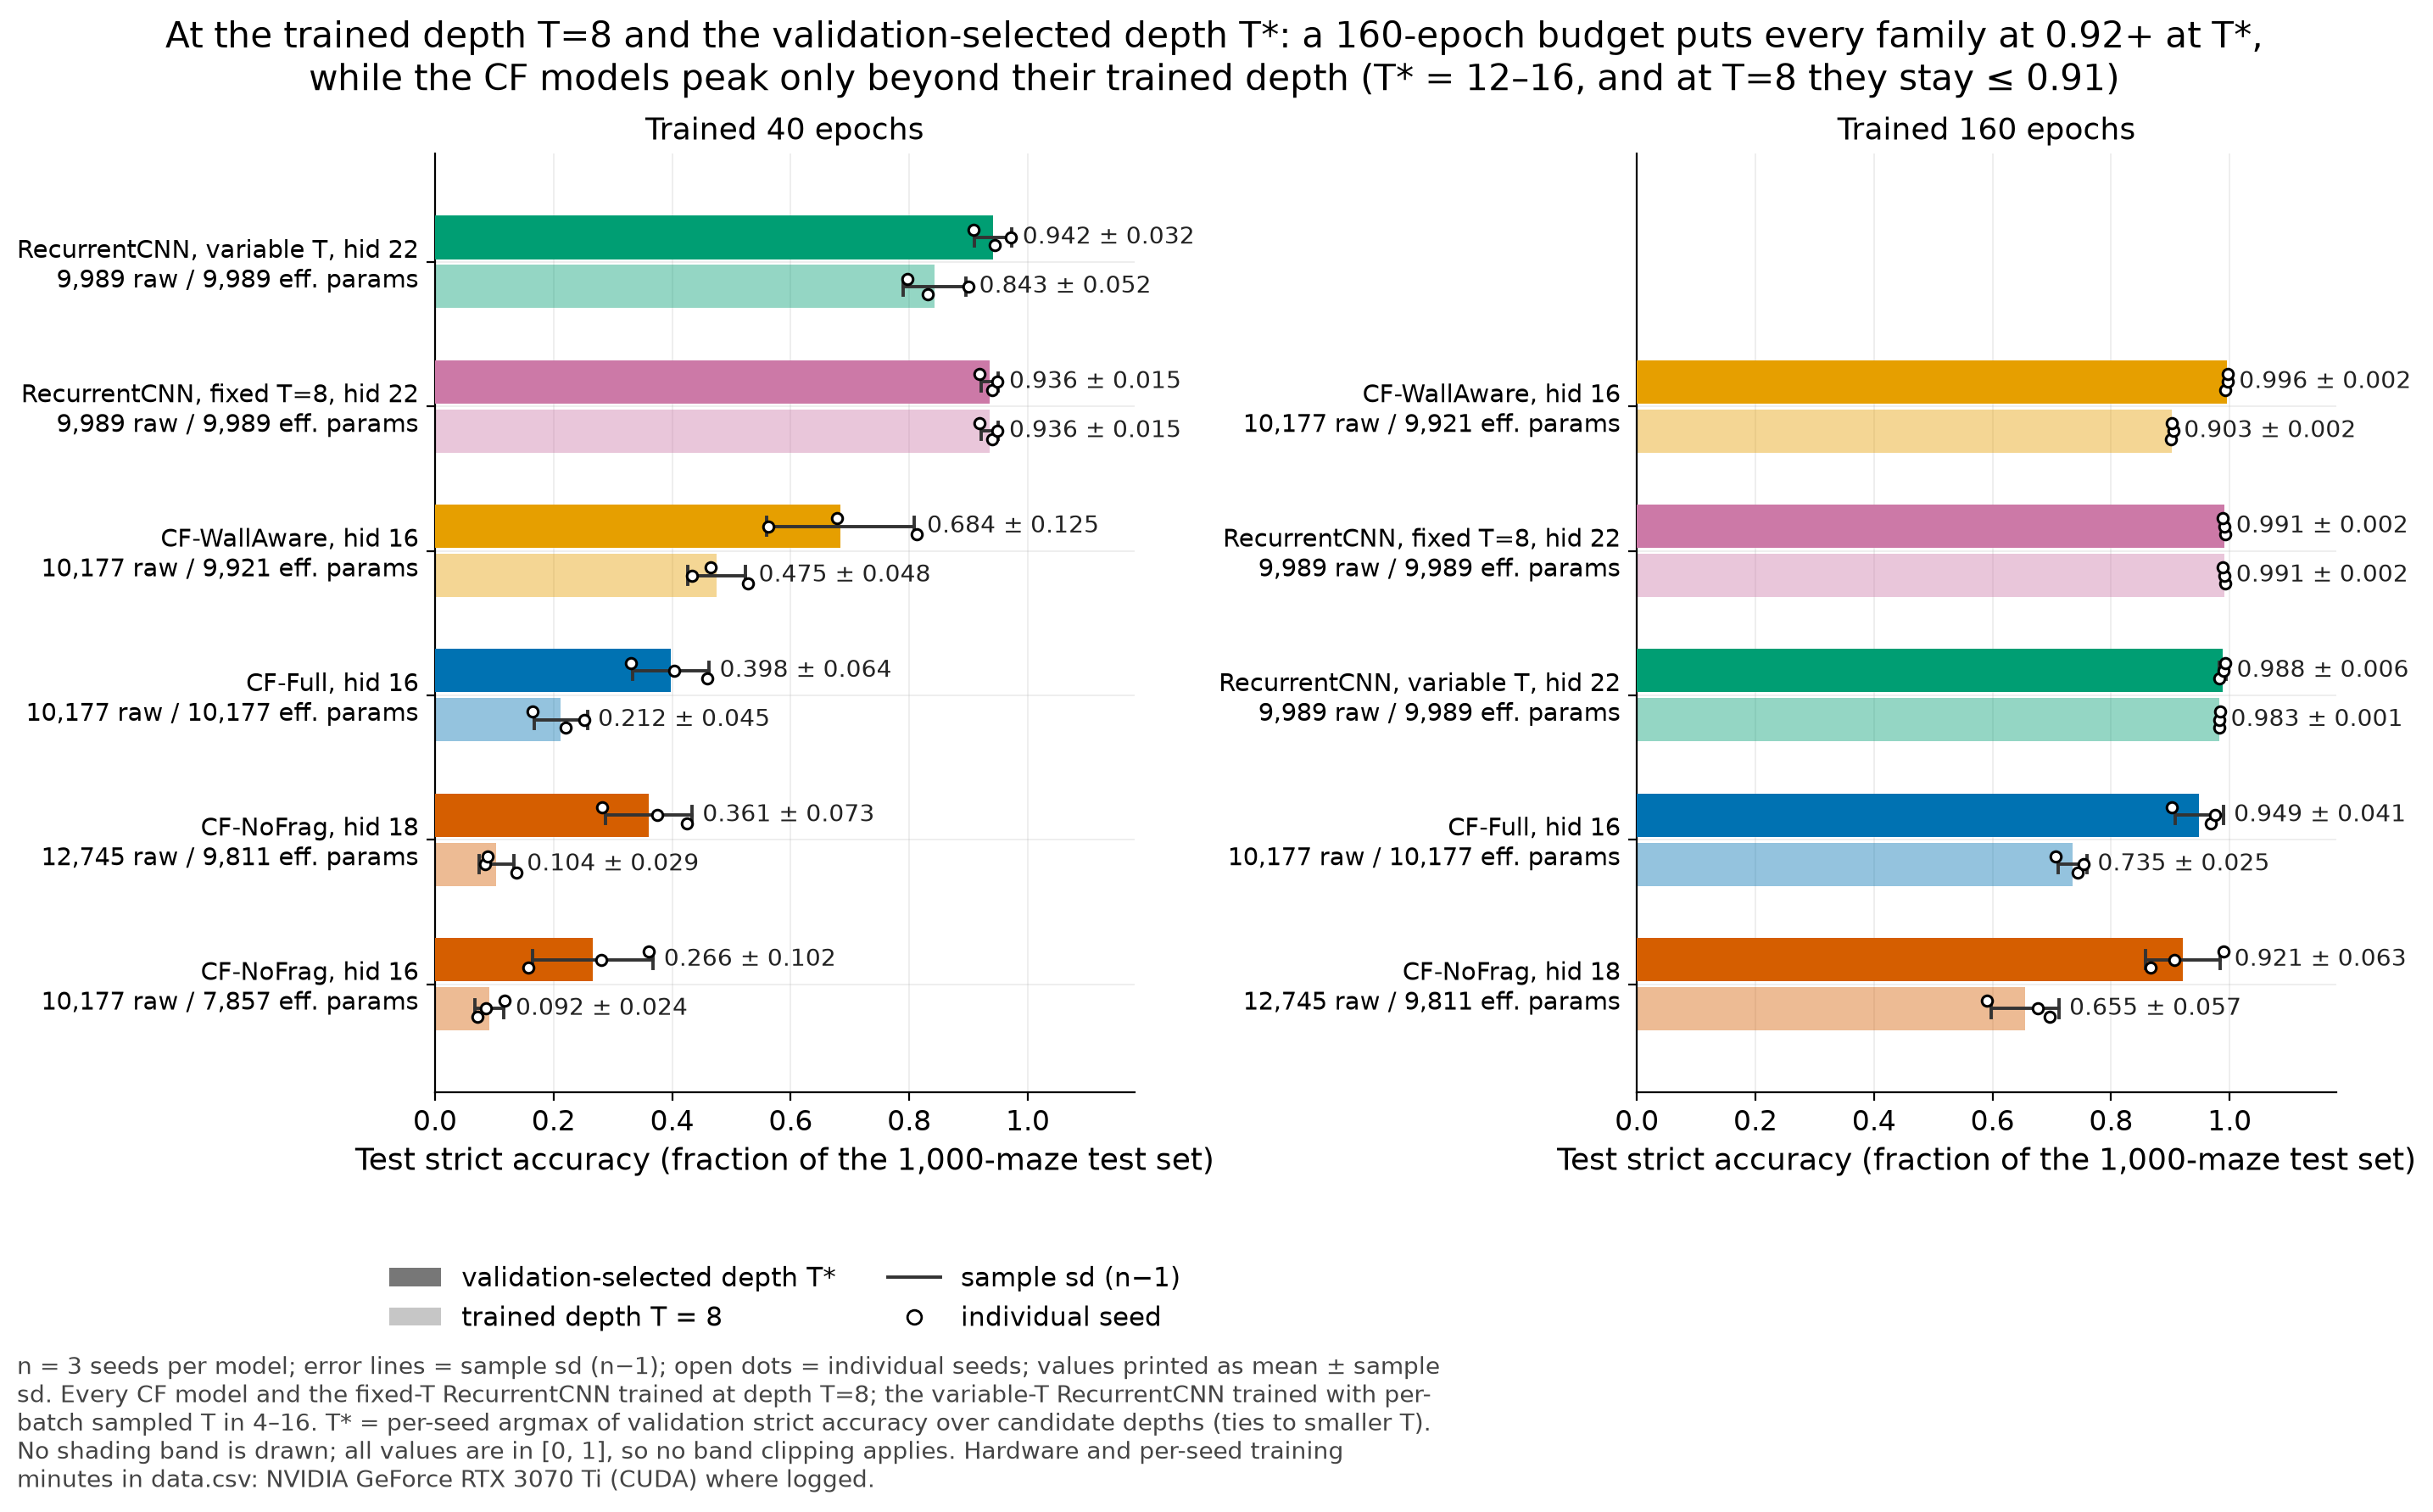 At the trained depth T=8 and the validation-selected depth T*: a 160-epoch budget puts every family at 0.92+ at T*,
while the CF models peak only beyond their trained depth (T* = 12–16, and at T=8 they stay ≤ 0.91)
Trained 40 epochs
RecurrentCNN, variable T, hid 22
9,989 raw / 9,989 eff. params
0.942 ± 0.032
0.843 ± 0.052
RecurrentCNN, fixed T=8, hid 22
9,989 raw / 9,989 eff. params
0.936 ± 0.015
0.936 ± 0.015
CF-WallAware, hid 16
10,177 raw / 9,921 eff. params
0.684 ± 0.125
0.475 ± 0.048
CF-Full, hid 16
10,177 raw / 10,177 eff. params
0.398 ± 0.064
0.212 ± 0.045
CF-NoFrag, hid 18
12,745 raw / 9,811 eff. params
0.361 ± 0.073
0.104 ± 0.029
CF-NoFrag, hid 16
10,177 raw / 7,857 eff. params
0.266 ± 0.102
0.092 ± 0.024
0.0 0.2 0.4 0.6 0.8 1.0
Test strict accuracy (fraction of the 1,000-maze test set)
Trained 160 epochs
CF-WallAware, hid 16
10,177 raw / 9,921 eff. params
0.996 ± 0.002
0.903 ± 0.002
RecurrentCNN, fixed T=8, hid 22
9,989 raw / 9,989 eff. params
0.991 ± 0.002
0.991 ± 0.002
RecurrentCNN, variable T, hid 22
9,989 raw / 9,989 eff. params
0.988 ± 0.006
0.983 ± 0.001
CF-Full, hid 16
10,177 raw / 10,177 eff. params
0.949 ± 0.041
0.735 ± 0.025
CF-NoFrag, hid 18
12,745 raw / 9,811 eff. params
0.921 ± 0.063
0.655 ± 0.057
0.0 0.2 0.4 0.6 0.8 1.0
Test strict accuracy (fraction of the 1,000-maze test set)
validation-selected depth T*
trained depth T = 8
sample sd (n−1)
individual seed
n = 3 seeds per model; error lines = sample sd (n−1); open dots = individual seeds; values printed as mean ± sample
sd. Every CF model and the fixed-T RecurrentCNN trained at depth T=8; the variable-T RecurrentCNN trained with per-
batch sampled T in 4–16. T* = per-seed argmax of validation strict accuracy over candidate depths (ties to smaller T).
No shading band is drawn; all values are in [0, 1], so no band clipping applies. Hardware and per-seed training
minutes in data.csv: NVIDIA GeForce RTX 3070 Ti (CUDA) where logged.